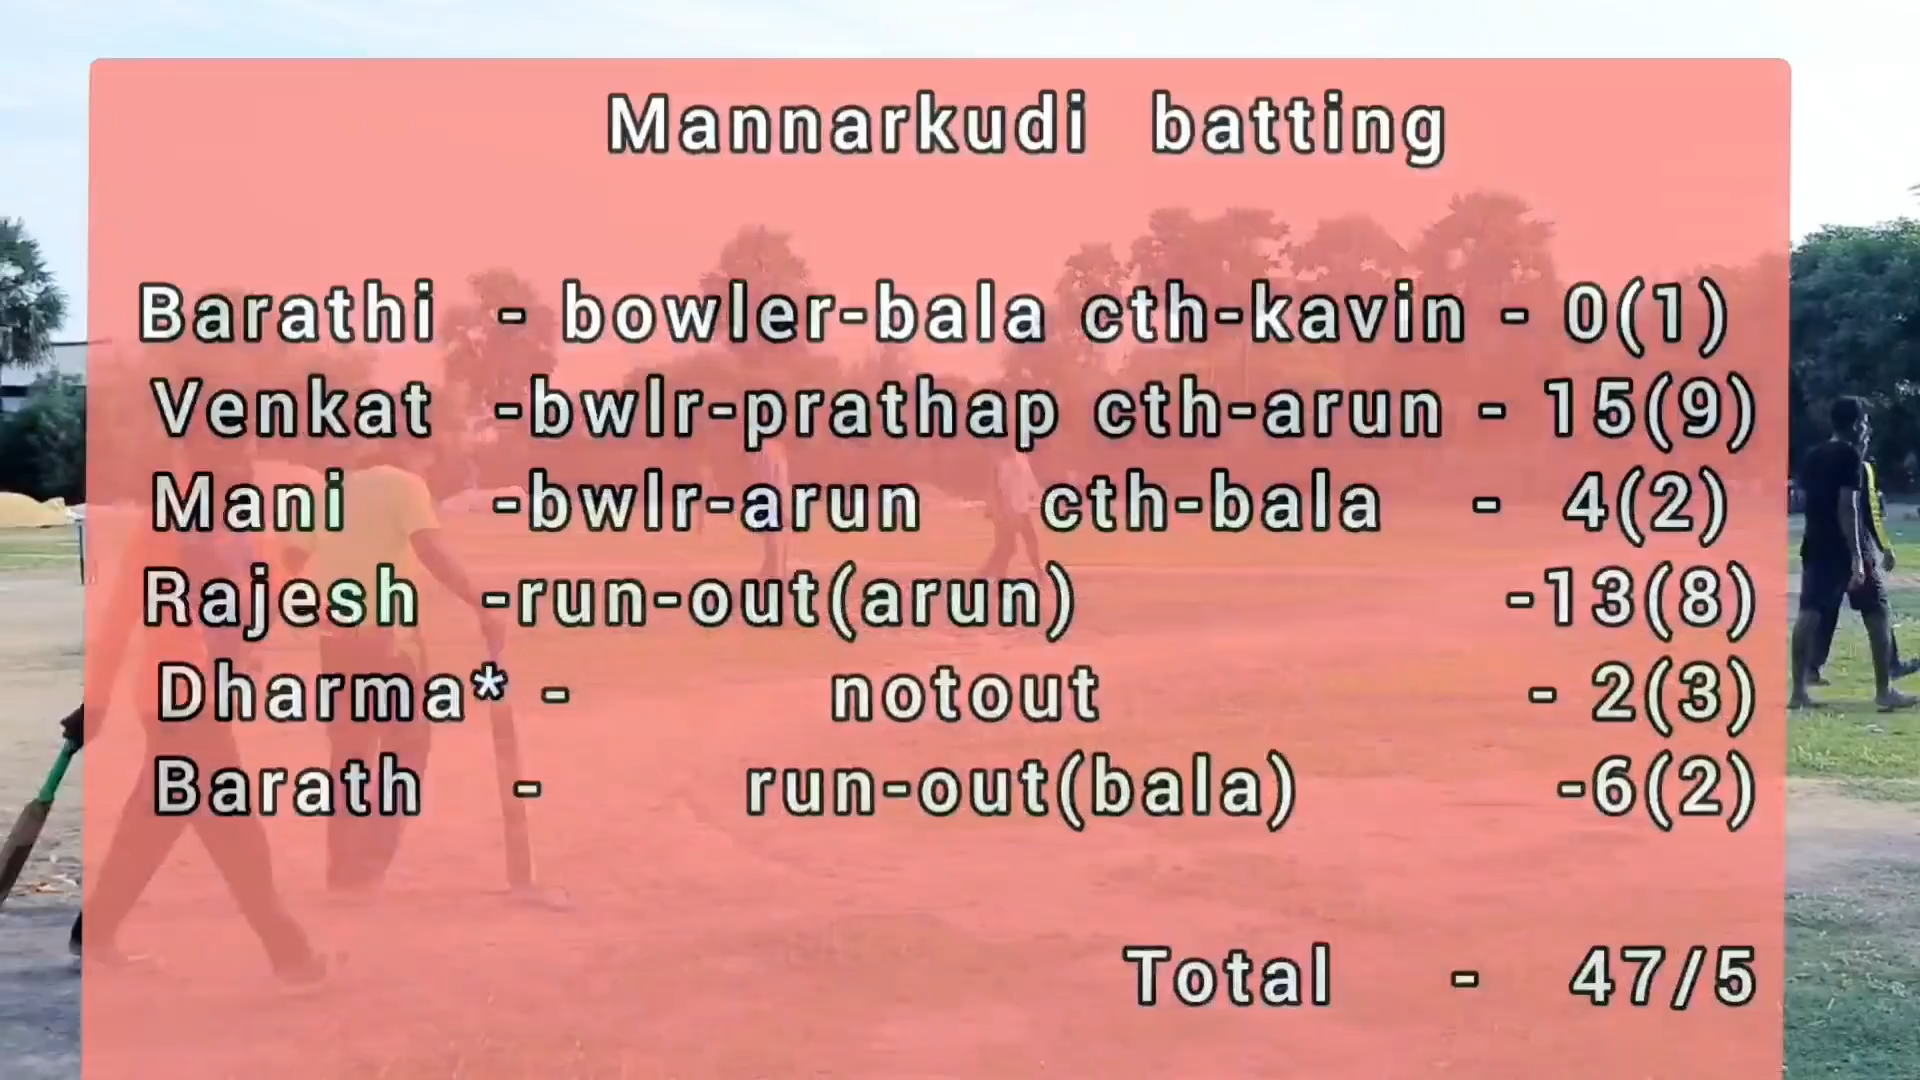 Mannarkudi batting
Barathi - bowler-bala cth-kavin - 0(1)
Venkat -bwlr-prathap cth-arun - 15(9)
Mani -bwlr-arun cth-bala - 4(2)
Rajesh -run-out(arun) -13(8)
Dharma* - notout - 2(3)
Barath - run-out(bala) -6(2)
Total - 47/5